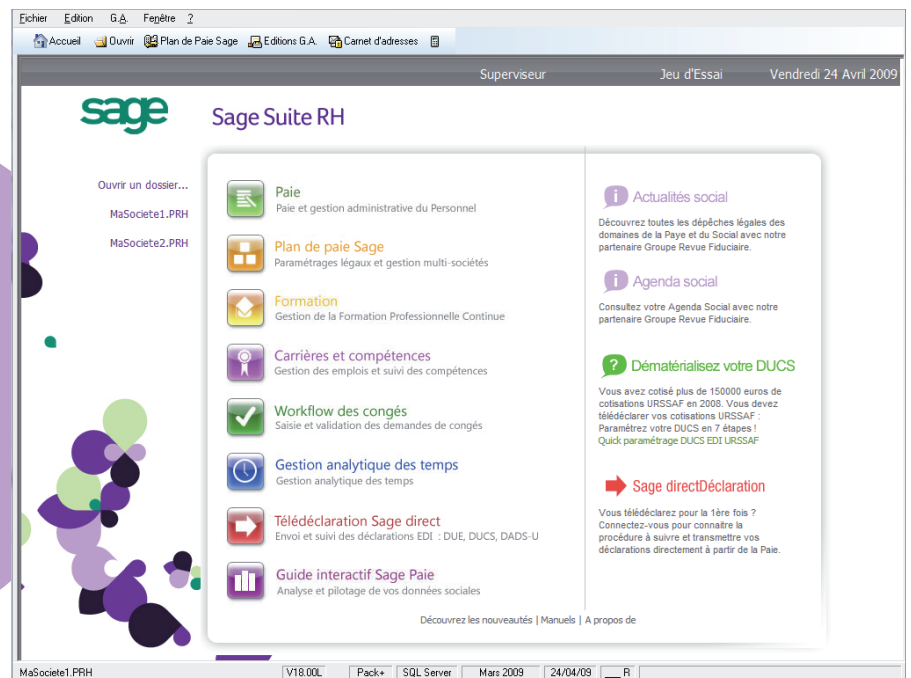 Fichier Edition G.A. Fenêtre ?
Accueil Ouvrir Plan de Paie Sage Editions G.A. Carnet d'adresses
Superviseur Jeu d'Essai Vendredi 24 Avril 2009
sage
Sage Suite RH
Ouvrir un dossier...
MaSociete1.PRH
MaSociete2.PRH
Paie
Paie et gestion administrative du Personnel
Plan de paie Sage
Paramétrages légaux et gestion multi-sociétés
Formation
Gestion de la Formation Professionnelle Continue
Carrières et compétences
Gestion des emplois et suivi des compétences
Workflow des congés
Saisie et validation des demandes de congés
Gestion analytique des temps
Gestion analytique des temps
Télédéclaration Sage direct
Envoi et suivi des déclarations EDI : DUE, DUCS, DADS-U
Guide interactif Sage Paie
Analyse et pilotage de vos données sociales
Actualités social
Découvrez toutes les dépêches légales des
domaines de la Paye et du Social avec notre
partenaire Groupe Revue Fiduciaire.
Agenda social
Consultez votre Agenda Social avec notre
partenaire Groupe Revue Fiduciaire.
Dématérialisez votre DUCS
Vous avez cotisé plus de 150000 euros de
cotisations URSSAF en 2008. Vous devez
télédéclarer vos cotisations URSSAF :
Paramétrez votre DUCS en 7 étapes !
Quick paramétrage DUCS EDI URSSAF
Sage directDéclaration
Vous télédéclarez pour la 1ère fois ?
Connectez-vous pour connaitre la
procédure à suivre et transmettre vos
déclarations directement à partir de la Paie.
Découvrez les nouveautés | Manuels | A propos de
MaSociete1.PRH V18.00L Pack+ SQL Server Mars 2009 24/04/09 ___ R